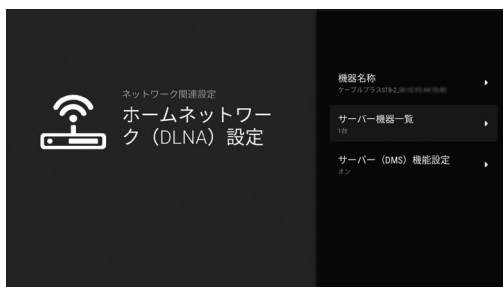 ネットワーク関連設定
ホームネットワー
ク（DLNA）設定
機器名称
ケーブルプラスSTB-2_
サーバー機器一覧
1台
サーバー（DMS）機能設定
オン